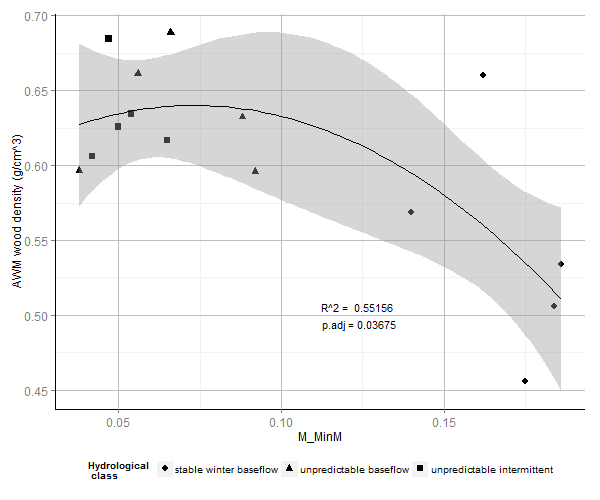 0.70
0.65
0.60
0.55
0.50
0.45
AWM wood density (g/cm^3)
R^2 = 0.55156
p.adj = 0.03675
0.05 0.10 0.15
M_MinM
Hydrological
class
stable winter baseflow unpredictable baseflow unpredictable intermittent